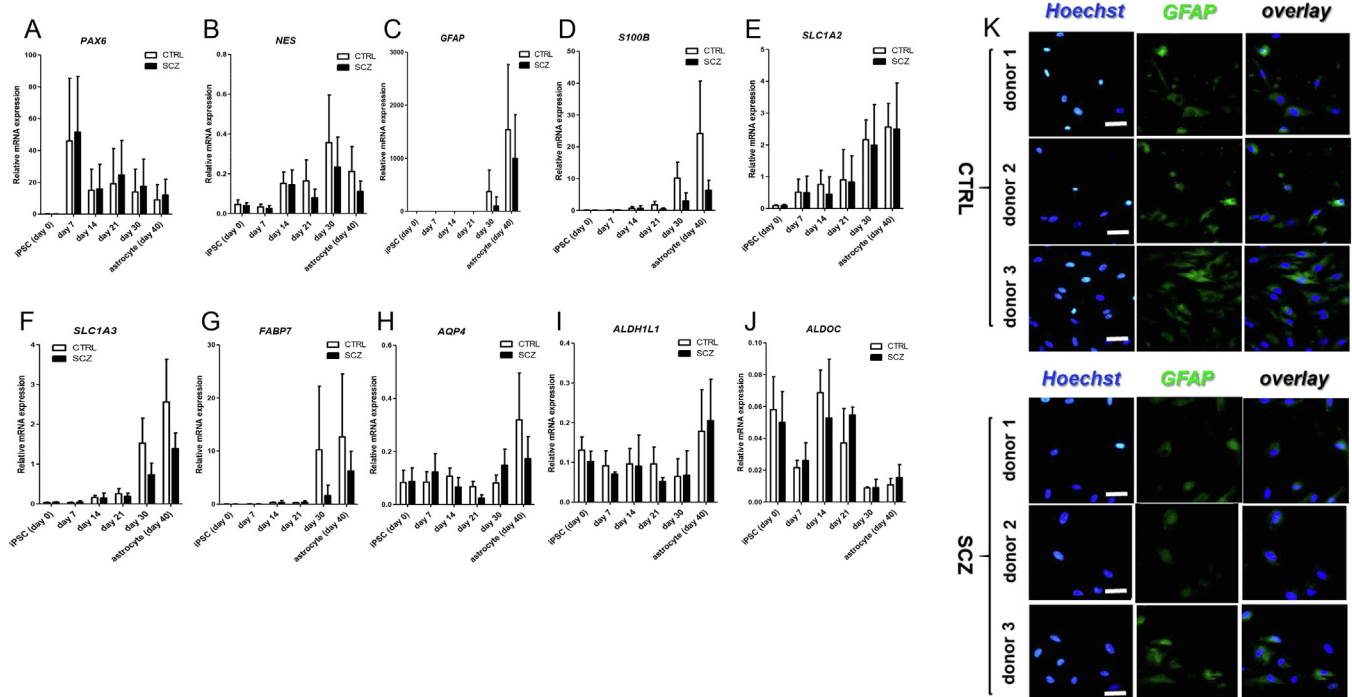 A
PAX6
Relative mRNA expression
100
80
60
40
20
0
CTRL
SCZ
iPSC (day 0)
day 7
day 14
day 21
day 30
astrocyte (day 40)
B
NES
Relative mRNA expression
0.8
0.6
0.4
0.2
0.0
CTRL
SCZ
iPSC (day 0)
day 7
day 14
day 21
day 30
astrocyte (day 40)
C
GFAP
Relative mRNA expression
3000
2000
1000
0
CTRL
SCZ
iPSC (day 0)
day 7
day 14
day 21
day 30
astrocyte (day 40)
D
S100B
Relative mRNA expression
50
40
30
20
10
0
CTRL
SCZ
iPSC (day 0)
day 7
day 14
day 21
day 30
astrocyte (day 40)
E
SLC1A2
Relative mRNA expression
5
4
3
2
1
0
CTRL
SCZ
iPSC (day 0)
day 7
day 14
day 21
day 30
astrocyte (day 40)
F
SLC1A3
Relative mRNA expression
4
3
2
1
0
CTRL
SCZ
iPSC (day 0)
day 7
day 14
day 21
day 30
astrocyte (day 40)
G
FABP7
Relative mRNA expression
30
20
10
0
CTRL
SCZ
iPSC (day 0)
day 7
day 14
day 21
day 30
astrocyte (day 40)
H
AQP4
Relative mRNA expression
0.6
0.4
0.2
0.0
CTRL
SCZ
iPSC (day 0)
day 7
day 14
day 21
day 30
astrocyte (day 40)
I
ALDH1L1
Relative mRNA expression
0.4
0.3
0.2
0.1
0.0
CTRL
SCZ
iPSC (day 0)
day 7
day 14
day 21
day 30
astrocyte (day 40)
J
ALDOC
Relative mRNA expression
0.10
0.08
0.06
0.04
0.02
0.00
CTRL
SCZ
iPSC (day 0)
day 7
day 14
day 21
day 30
astrocyte (day 40)
K
Hoechst GFAP overlay
CTRL
donor 1
donor 2
donor 3
Hoechst GFAP overlay
SCZ
donor 1
donor 2
donor 3